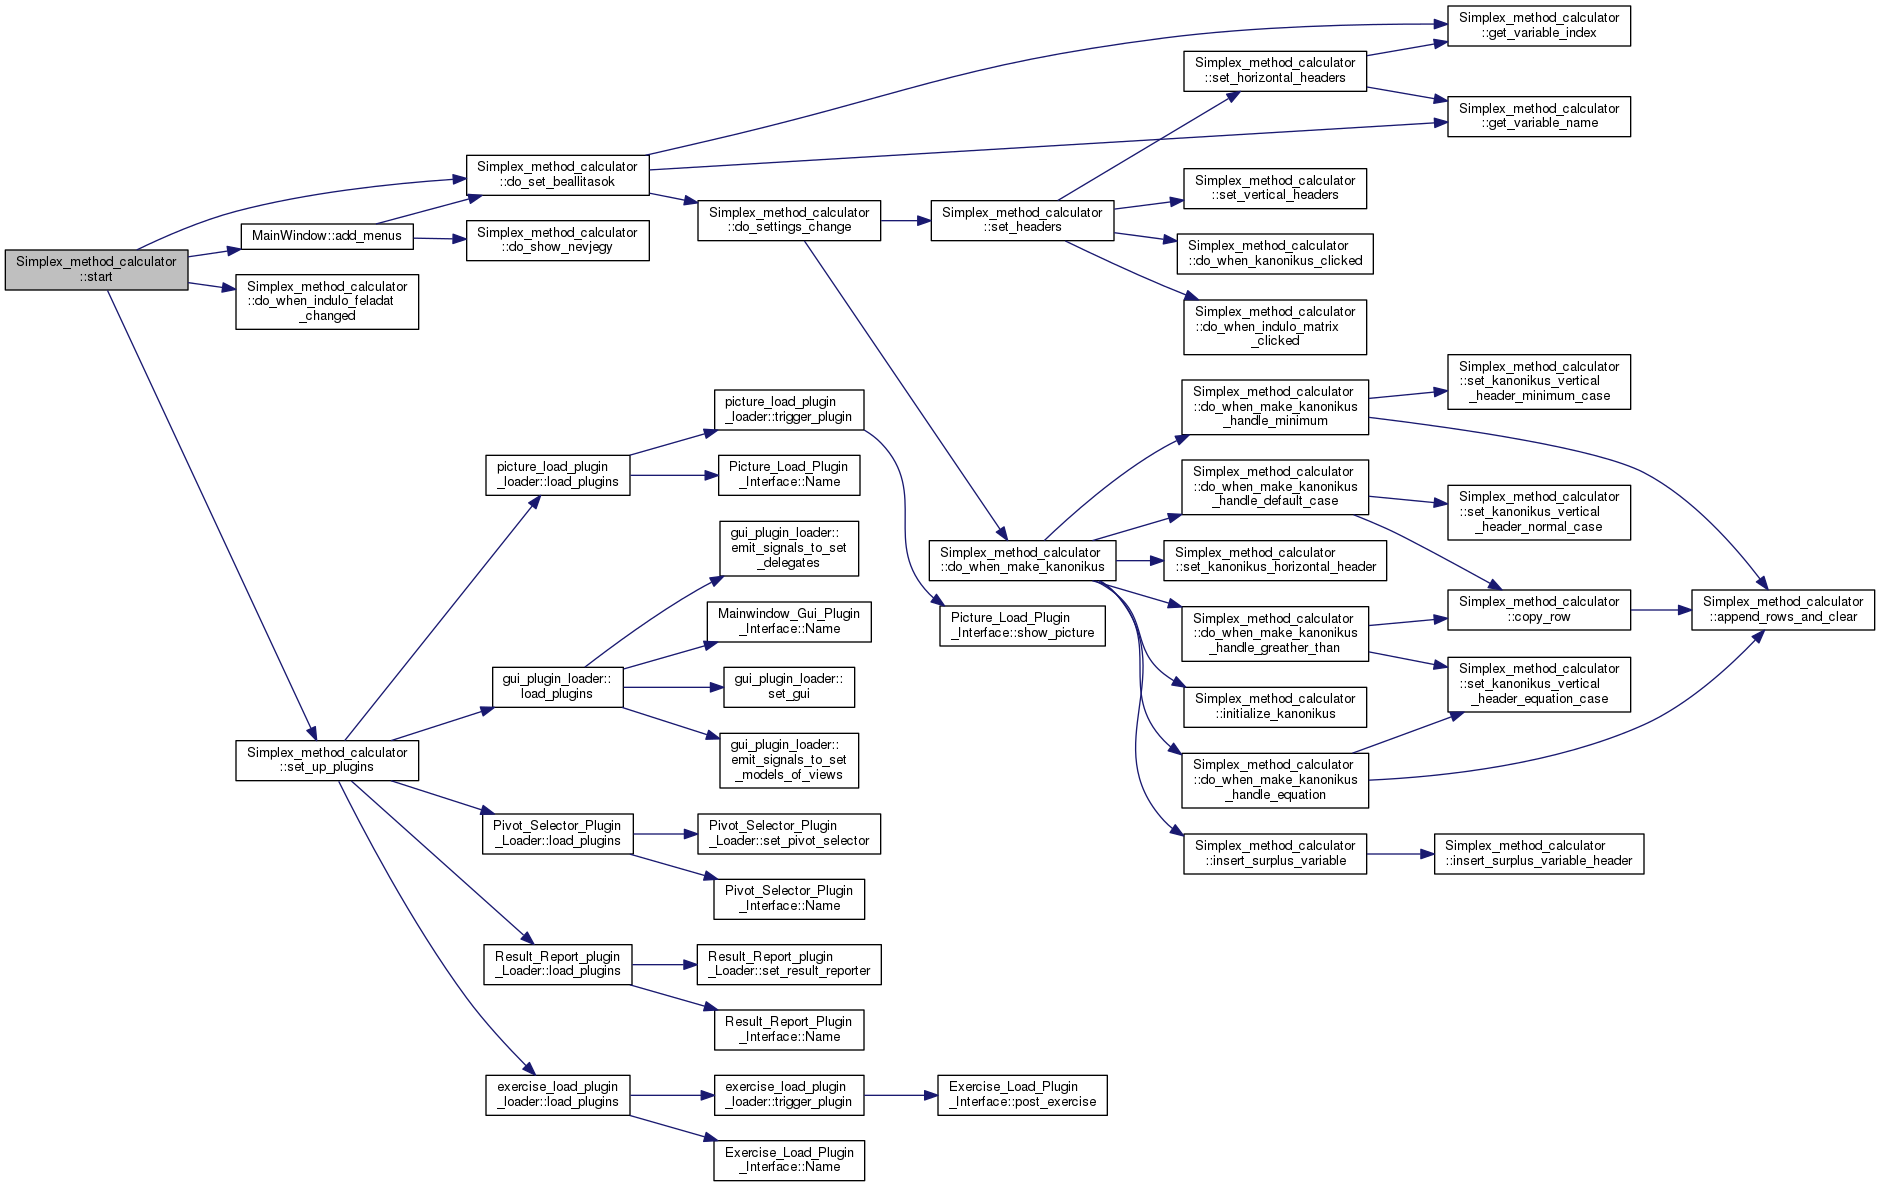 Simplex_method_calculator
::start
Simplex_method_calculator
::do_set_beallitasok
MainWindow::add_menus
Simplex_method_calculator
::do_show_nevjegy
Simplex_method_calculator
::do_when_indulo_feladat
_changed
Simplex_method_calculator
::set_up_plugins
Simplex_method_calculator
::get_variable_index
Simplex_method_calculator
::get_variable_name
Simplex_method_calculator
::do_settings_change
Simplex_method_calculator
::set_headers
Simplex_method_calculator
::set_horizontal_headers
Simplex_method_calculator
::set_vertical_headers
Simplex_method_calculator
::do_when_kanonikus_clicked
Simplex_method_calculator
::do_when_indulo_matrix
_clicked
Simplex_method_calculator
::do_when_make_kanonikus
Simplex_method_calculator
::do_when_make_kanonikus
_handle_minimum
Simplex_method_calculator
::set_kanonikus_vertical
_header_minimum_case
Simplex_method_calculator
::do_when_make_kanonikus
_handle_default_case
Simplex_method_calculator
::set_kanonikus_vertical
_header_normal_case
Simplex_method_calculator
::set_kanonikus_horizontal_header
Simplex_method_calculator
::do_when_make_kanonikus
_handle_greather_than
Simplex_method_calculator
::copy_row
Simplex_method_calculator
::append_rows_and_clear
Simplex_method_calculator
::set_kanonikus_vertical
_header_equation_case
Simplex_method_calculator
::initialize_kanonikus
Simplex_method_calculator
::do_when_make_kanonikus
_handle_equation
Simplex_method_calculator
::insert_surplus_variable
Simplex_method_calculator
::insert_surplus_variable_header
picture_load_plugin
_loader::load_plugins
picture_load_plugin
_loader::trigger_plugin
Picture_Load_Plugin
_Interface::Name
Picture_Load_Plugin
_Interface::show_picture
gui_plugin_loader::
load_plugins
gui_plugin_loader::
emit_signals_to_set
_delegates
Mainwindow_Gui_Plugin
_Interface::Name
gui_plugin_loader::
set_gui
gui_plugin_loader::
emit_signals_to_set
_models_of_views
Pivot_Selector_Plugin
_Loader::load_plugins
Pivot_Selector_Plugin
_Loader::set_pivot_selector
Pivot_Selector_Plugin
_Interface::Name
Result_Report_plugin
_Loader::load_plugins
Result_Report_plugin
_Loader::set_result_reporter
Result_Report_Plugin
_Interface::Name
exercise_load_plugin
_loader::load_plugins
exercise_load_plugin
_loader::trigger_plugin
Exercise_Load_Plugin
_Interface::post_exercise
Exercise_Load_Plugin
_Interface::Name